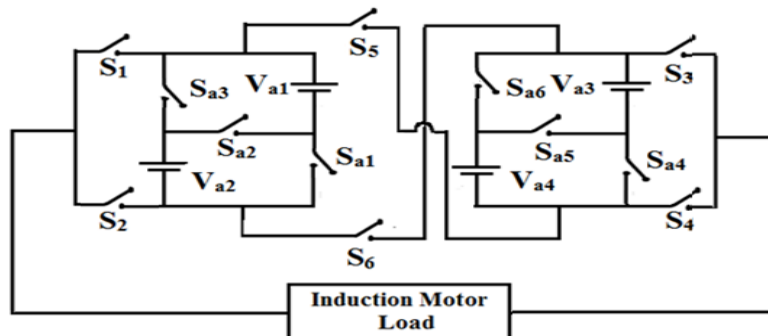 S1
S5
S3
Sa3
Va1
Sa6
Va3
Sa2
Sa1
Sa5
Sa4
Va2
Va4
S2
S6
S4
Induction Motor
Load